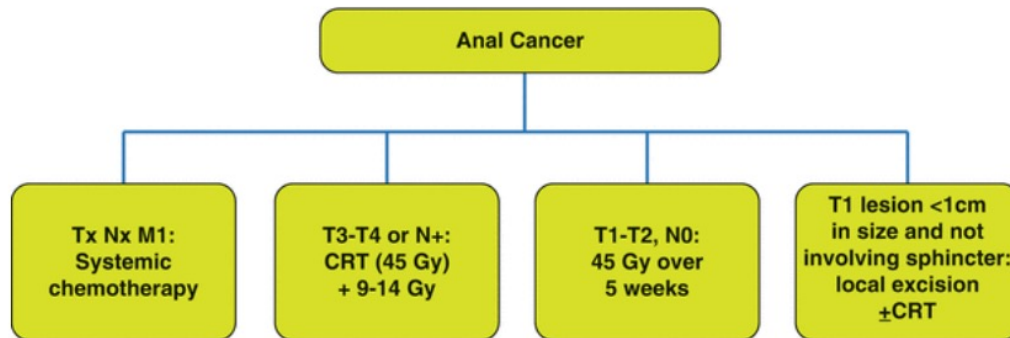 Anal Cancer
Tx Nx M1:
Systemic
chemotherapy
T3-T4 or N+:
CRT (45 Gy)
+ 9-14 Gy
T1-T2, N0:
45 Gy over
5 weeks
T1 lesion <1cm
in size and not
involving sphincter:
local excision
±CRT